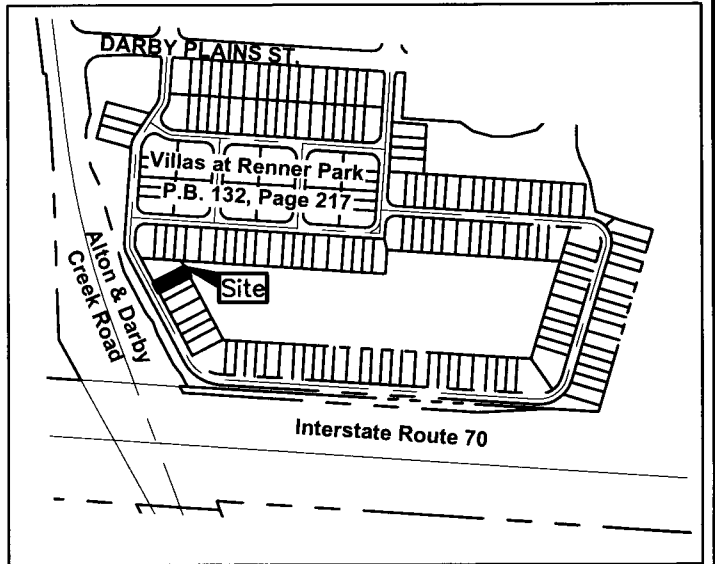 DARBY PLAINS ST.
Villas at Renner Park
P.B. 132, Page 217
Alton & Darby
Creek Road
Site
Interstate Route 70